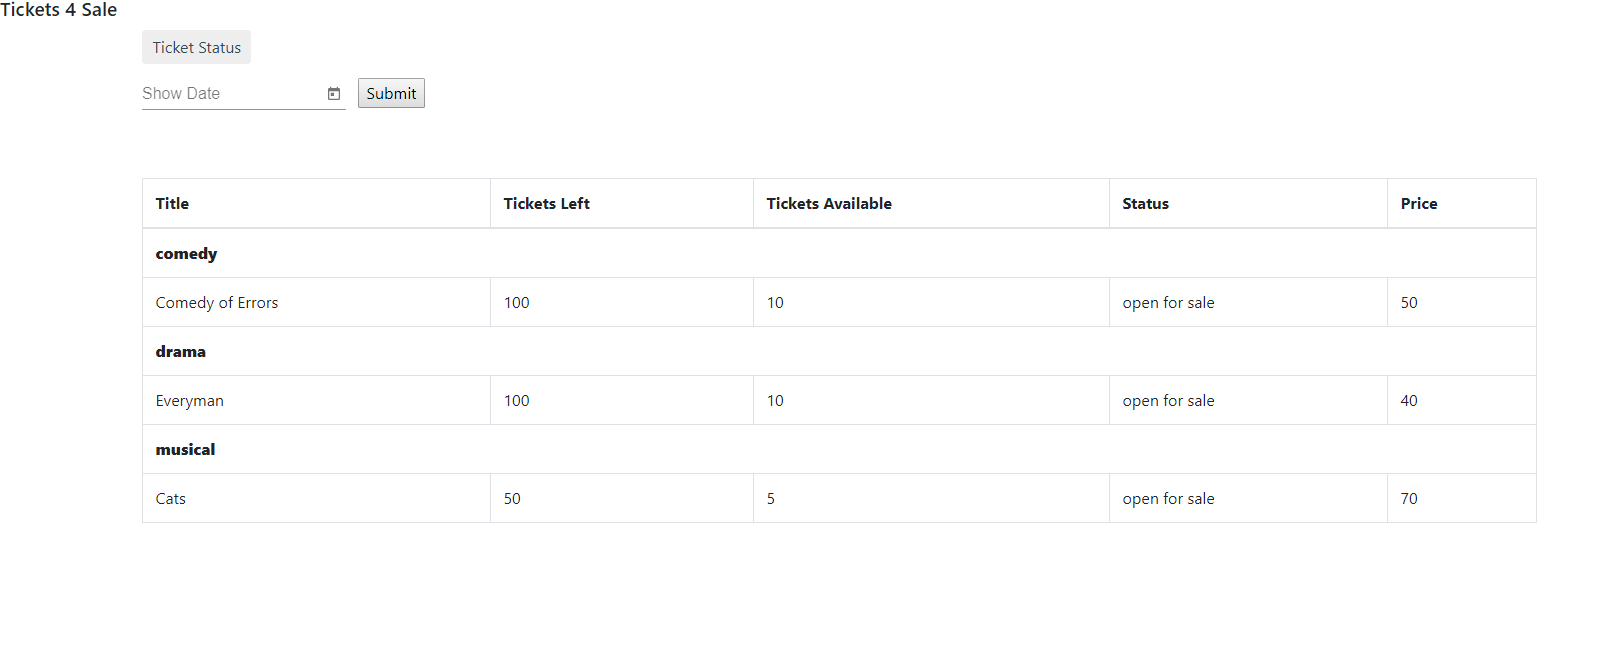 Tickets 4 Sale
Ticket Status
Show Date Submit
Title Tickets Left Tickets Available Status Price
comedy
Comedy of Errors 100 10 open for sale 50
drama
Everyman 100 10 open for sale 40
musical
Cats 50 5 open for sale 70